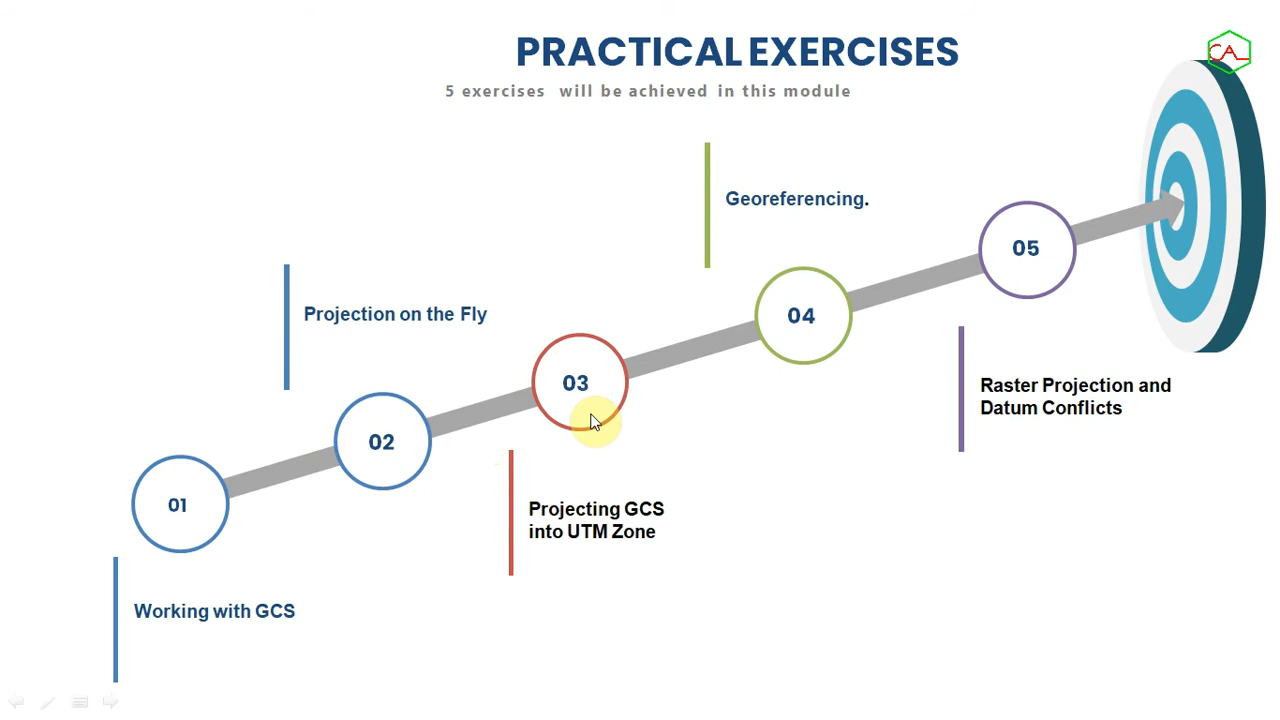 PRACTICAL EXERCISES
5 exercises will be achieved in this module
CAL
01
Working with GCS
02
Projection on the Fly
03
Projecting GCS
into UTM Zone
04
Georeferencing.
05
Raster Projection and
Datum Conflicts